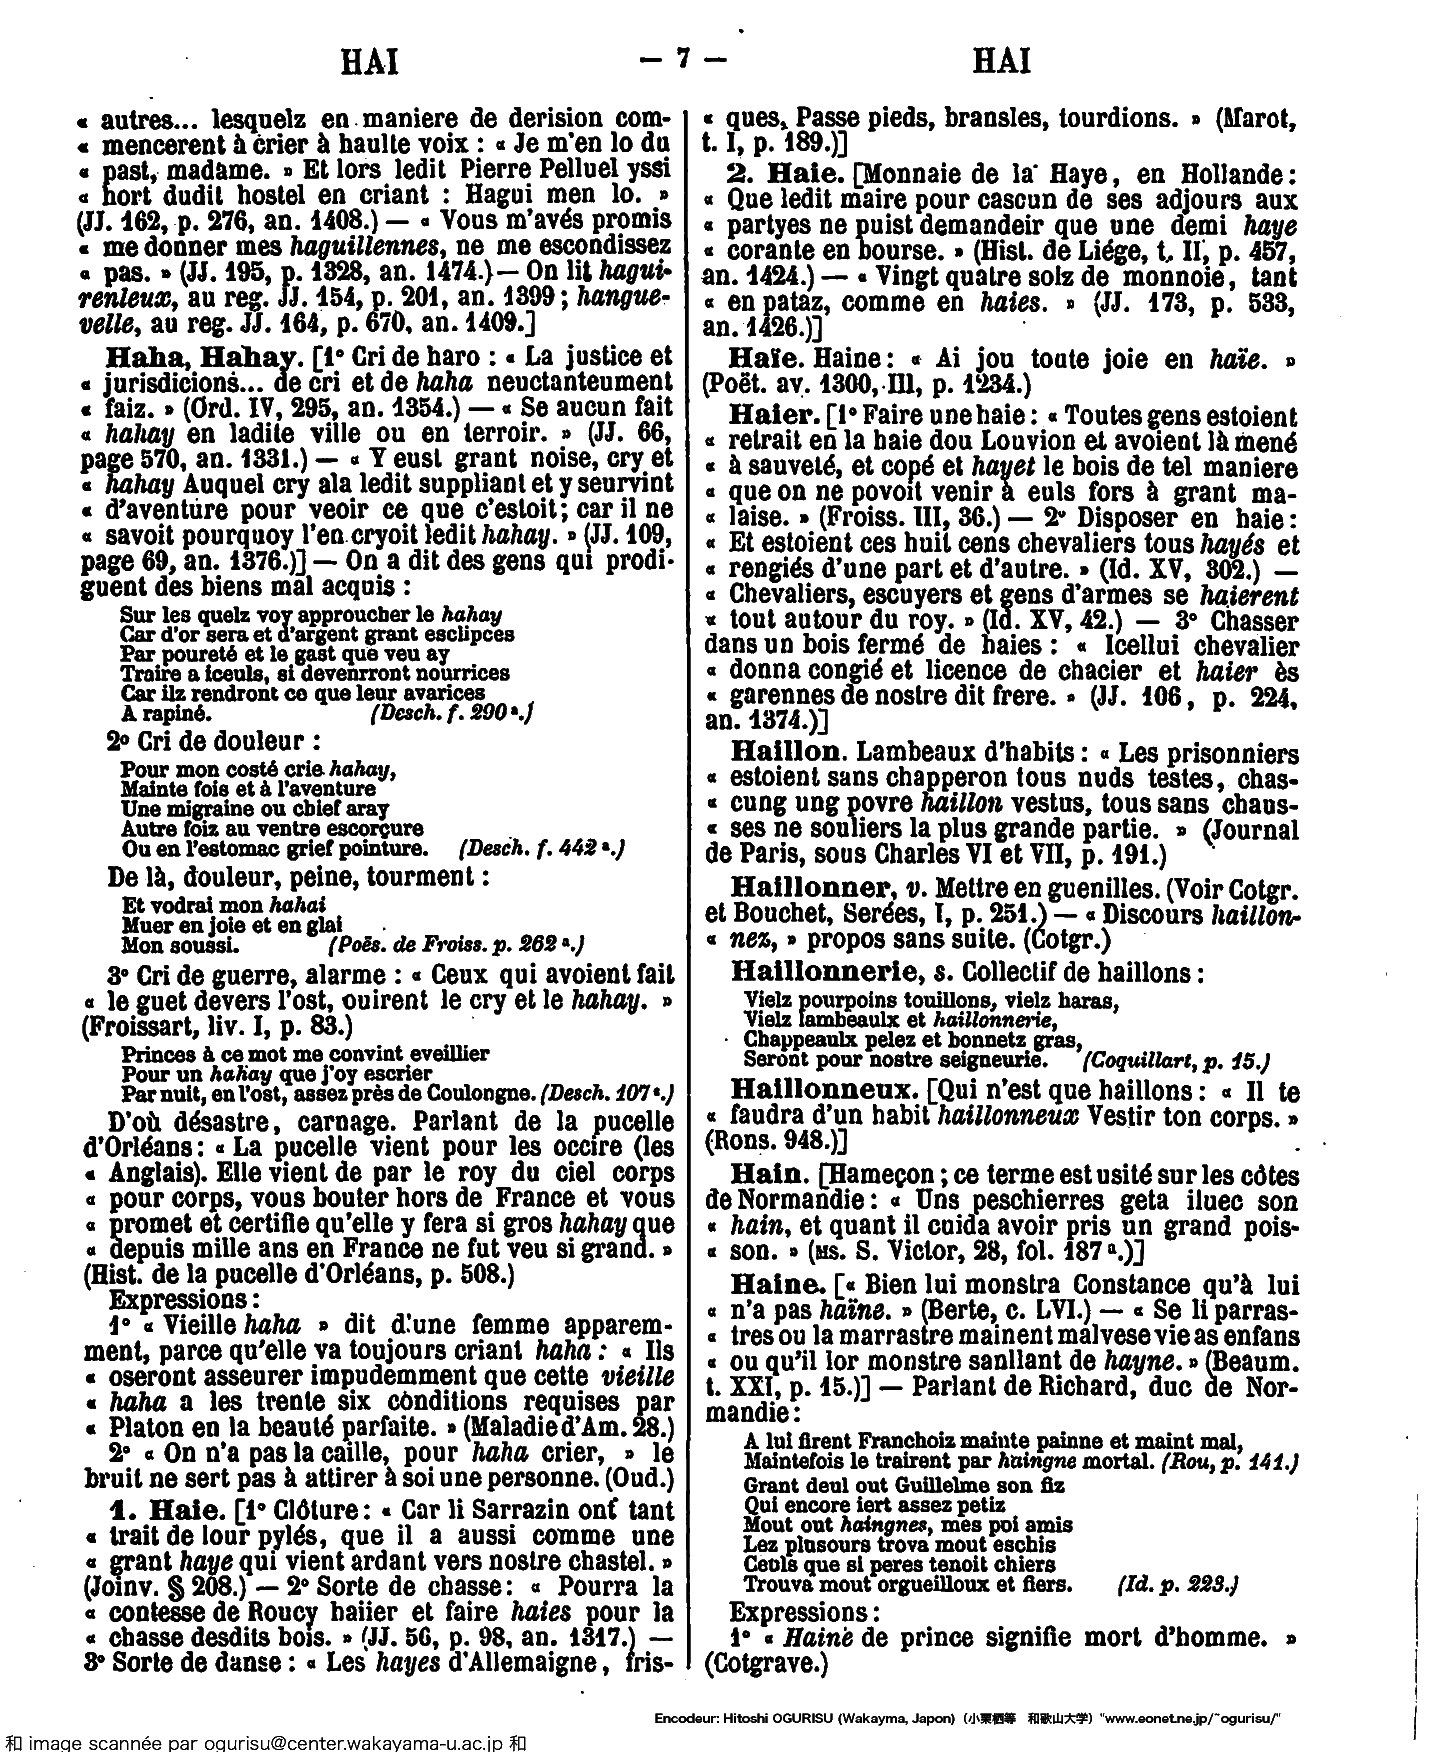 HAI — 7 — HAI
« autres... lesquelz en maniere de derision com-
« mencerent à crier à haulte voix : « Je m'en lo du
« past, madame. » Et lors ledit Pierre Pelluel yssi
« hort dudit hostel en criant : Hagui men lo. »
(JJ. 162, p. 276, an. 1408.) — « Vous m'avés promis
« me donner mes haguillennes, ne me escondissez
« pas. » (JJ. 195, p. 1328, an. 1474.) — On lit hagui-
renleux, au reg. JJ. 154, p. 201, an. 1399 ; hangue-
velle, au reg. JJ. 164, p. 670, an. 1409.]
Haha, Hahay. [1° Cri de haro : « La justice et
« jurisdicions... de cri et de haha neuctanteument
« faiz. » (Ord. IV, 295, an. 1354.) — « Se aucun fait
« hahay en ladite ville ou en terroir. » (JJ. 66,
page 570, an. 1331.) — « Y eust grant noise, cry et
« hahay Auquel cry ala ledit suppliant et y seurvint
« d'aventure pour veoir ce que c'estoit ; car il ne
« savoit pourquoy l'en cryoit ledit hahay. » (JJ. 109,
page 69, an. 1376.)] — On a dit des gens qui prodi-
guent des biens mal acquis :
Sur les quelz voy approucher le hahay
Car d'or sera et d'argent grant esclipces
Par poureté et le gast que veu ay
Traire a iceuls, si devenrront nourrices
Car ilz rendront ce que leur avarices
A rapiné. (Desch. f. 290 ª.)
2° Cri de douleur :
Pour mon costé crie hahay,
Mainte fois et à l'aventure
Une migraine ou chief aray
Autre foiz au ventre escorçure
Ou en l'estomac grief pointure. (Desch. f. 442 ª.)
De là, douleur, peine, tourment :
Et vodrai mon hahai
Muer en joie et en glai
Mon soussi. (Poës. de Froiss. p. 262 ª.)
3° Cri de guerre, alarme : « Ceux qui avoient fait
« le guet devers l'ost, ouirent le cry et le hahay. »
(Froissart, liv. I, p. 83.)
Princes à ce mot me convint eveillier
Pour un hahay que j'oy escrier
Par nuit, en l'ost, assez près de Coulongne. (Desch. 107 ª.)
D'où désastre, carnage. Parlant de la pucelle
d'Orléans : « La pucelle vient pour les occire (les
« Anglais). Elle vient de par le roy du ciel corps
« pour corps, vous bouter hors de France et vous
« promet et certifie qu'elle y fera si gros hahay que
« depuis mille ans en France ne fut veu si grand. »
(Hist. de la pucelle d'Orléans, p. 508.)
Expressions :
1° « Vieille haha » dit d'une femme apparem-
ment, parce qu'elle va toujours criant haha : « Ils
« oseront asseurer impudemment que cette vieille
« haha a les trente six conditions requises par
« Platon en la beauté parfaite. » (Maladie d'Am. 28.)
2° « On n'a pas la caille, pour haha crier, » le
bruit ne sert pas à attirer à soi une personne. (Oud.)
1. Haie. [1° Clôture : « Car li Sarrazin ont tant
« trait de lour pylés, que il a aussi comme une
« grant haye qui vient ardant vers nostre chastel. »
(Joinv. § 208.) — 2° Sorte de chasse : « Pourra la
« contesse de Roucy haiier et faire haies pour la
« chasse desdits bois. » (JJ. 56, p. 98, an. 1317.) —
3° Sorte de danse : « Les hayes d'Allemaigne, fris-
« ques, Passe pieds, bransles, tourdions. » (Marot,
t. I, p. 189.)]
2. Haie. [Monnaie de la Haye, en Hollande :
« Que ledit maire pour cascun de ses adjours aux
« partyes ne puist demandeir que une demi haye
« corante en bourse. » (Hist. de Liége, t. II, p. 457,
an. 1424.) — « Vingt quatre solz de monnoie, tant
« en pataz, comme en haies. » (JJ. 173, p. 533,
an. 1426.)]
Haïe. Haine : « Ai jou toute joie en haïe. »
(Poët. av. 1300, III, p. 1234.)
Haier. [1° Faire une haie : « Toutes gens estoient
« retrait en la haie dou Louvion et avoient là mené
« à sauveté, et copé et hayet le bois de tel maniere
« que on ne povoit venir à euls fors à grant ma-
« laise. » (Froiss. III, 36.) — 2° Disposer en haie :
« Et estoient ces huit cens chevaliers tous hayés et
« rengiés d'une part et d'autre. » (Id. XV, 302.) —
« Chevaliers, escuyers et gens d'armes se haierent
« tout autour du roy. » (Id. XV, 42.) — 3° Chasser
dans un bois fermé de haies : « Icellui chevalier
« donna congié et licence de chacier et haier ès
« garennes de nostre dit frere. » (JJ. 106, p. 224,
an. 1374.)]
Haillon. Lambeaux d'habits : « Les prisonniers
« estoient sans chapperon tous nuds testes, chas-
« cung ung povre haillon vestus, tous sans chaus-
« ses ne souliers la plus grande partie. » (Journal
de Paris, sous Charles VI et VII, p. 191.)
Haillonner, v. Mettre en guenilles. (Voir Cotgr.
et Bouchet, Serées, I, p. 251.) — « Discours haillon-
« nez, » propos sans suite. (Cotgr.)
Haillonnerie, s. Collectif de haillons :
Vielz pourpoins touillons, vielz haras,
Vielz lambeaulx et haillonnerie,
Chappeaulx pelez et bonnetz gras,
Seront pour nostre seigneurie. (Coquillart, p. 15.)
Haillonneux. [Qui n'est que haillons : « Il te
« faudra d'un habit haillonneux Vestir ton corps. »
(Rons. 948.)]
Hain. [Hameçon ; ce terme est usité sur les côtes
de Normandie : « Uns peschierres geta iluec son
« hain, et quant il cuida avoir pris un grand pois-
« son. » (ms. S. Victor, 28, fol. 187 ª.)]
Haine. [« Bien lui monstra Constance qu'à lui
« n'a pas haïne. » (Berte, c. LVI.) — « Se li parras-
« tres ou la marrastre mainent malvese vie as enfans
« ou qu'il lor monstre sanllant de hayne. » (Beaum.
t. XXI, p. 15.)] — Parlant de Richard, duc de Nor-
mandie :
A lui firent Franchoiz mainte painne et maint mal,
Maintefois le trairent par haingne mortal. (Rou, p. 141.)
Grant deul out Guillelme son fiz
Qui encore iert assez petiz
Mout out haingnes, mes poi amis
Lez plusours trova mout eschis
Ceuls que si peres tenoit chiers
Trouva mout orgueilloux et fiers. (Id. p. 223.)
Expressions :
1° « Haine de prince signifie mort d'homme. »
(Cotgrave.)
Encodeur: Hitoshi OGURISU (Wakayma, Japon) (小栗栖等 和歌山大学) "www.eonet.ne.jp/~ogurisu/"
和 image scannée par ogurisu@center.wakayama-u.ac.jp 和